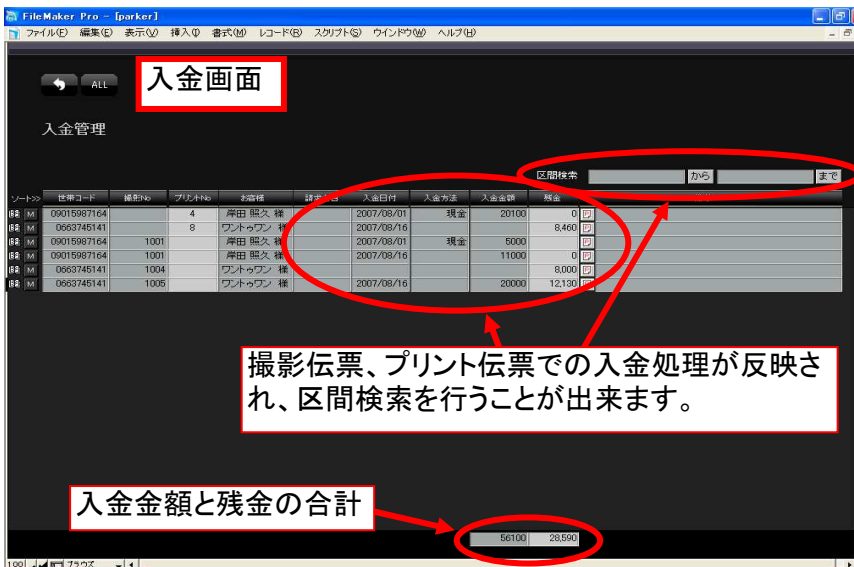 FileMaker Pro - [parker]
ファイル(F) 編集(E) 表示(V) 挿入(I) 書式(M) レコード(R) スクリプト(S) ウインドウ(W) ヘルプ(H)
ALL
入金画面
入金管理
区間検索 から まで
ソート>> 世帯コード 撮影No プリントNo お客様 入金日付 入金方法 入金金額 残金
M 09015987164 4 岸田 照久 様 2007/08/01 現金 20100 0
M 0663745141 8 ワントゥワン 様 2007/08/16 8,460
M 09015987164 1001 岸田 照久 様 2007/08/01 現金 5000
M 09015987164 1001 岸田 照久 様 2007/08/16 11000 0
M 0663745141 1004 ワントゥワン 様 8,000
M 0663745141 1005 ワントゥワン 様 2007/08/16 20000 12,130
撮影伝票、プリント伝票での入金処理が反映さ
れ、区間検索を行うことが出来ます。
入金金額と残金の合計
56100 28,590
100 ブラウズ